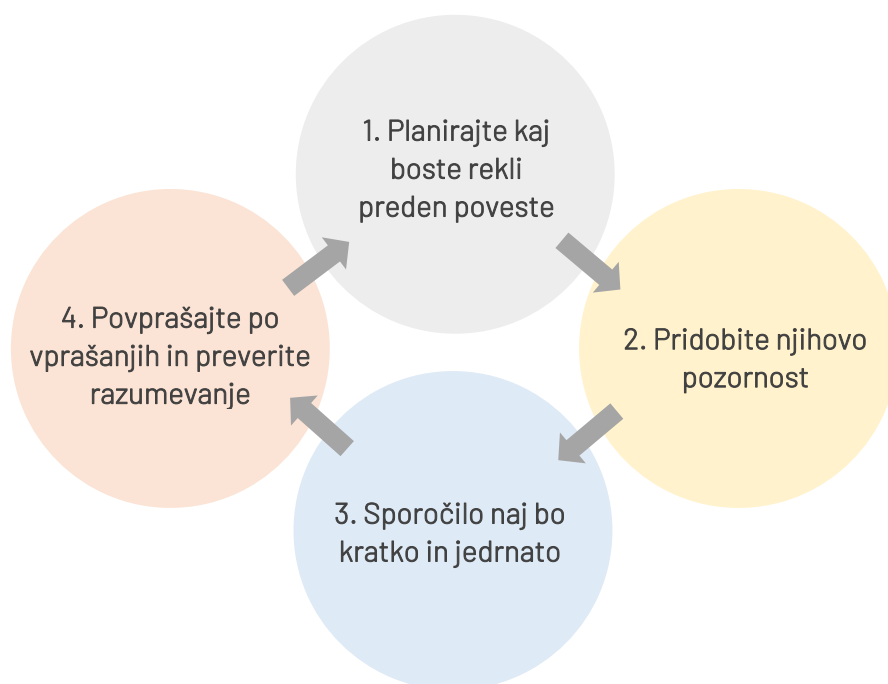 1. Planirajte kaj
boste rekli
preden poveste
2. Pridobite njihovo
pozornost
3. Sporočilo naj bo
kratko in jedrnato
4. Povprašajte po
vprašanjih in preverite
razumevanje